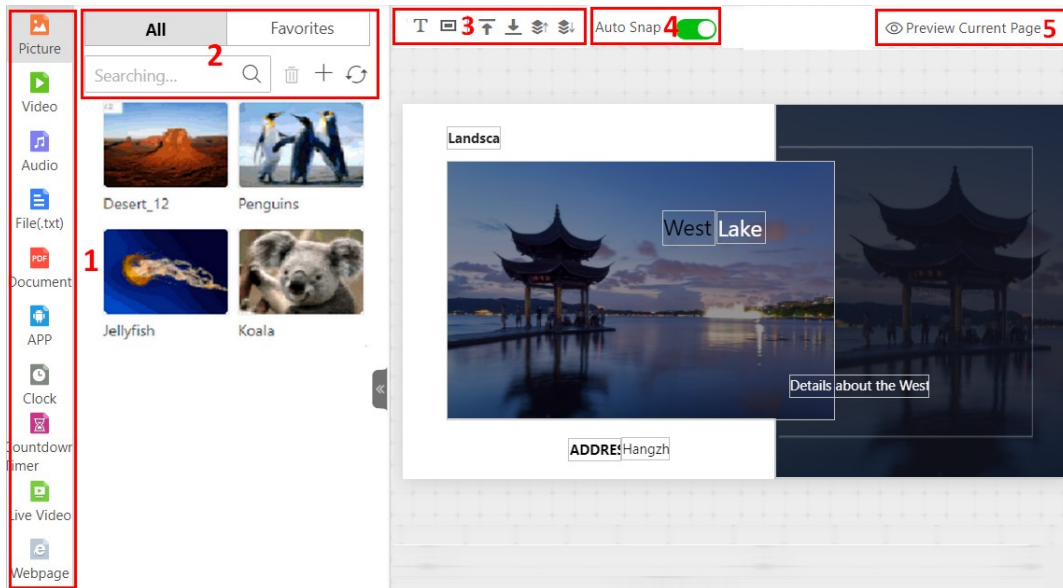 Picture
Video
Audio
File(.txt)
PDF
Document
APP
Clock
Countdown
Timer
Live Video
Webpage
1
All
Favorites
2
Searching...
Desert_12
Penguins
Jellyfish
Koala
T
3
Auto Snap
4
Preview Current Page
5
Landsca
West
Lake
Details about the West
ADDRES
Hangzh